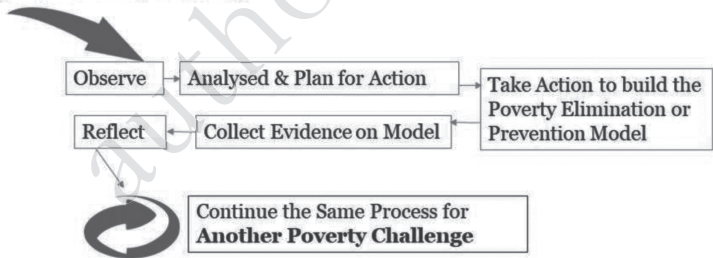 Observe
Analysed & Plan for Action
Take Action to build the
Poverty Elimination or
Prevention Model
Collect Evidence on Model
Reflect
Continue the Same Process for
Another Poverty Challenge